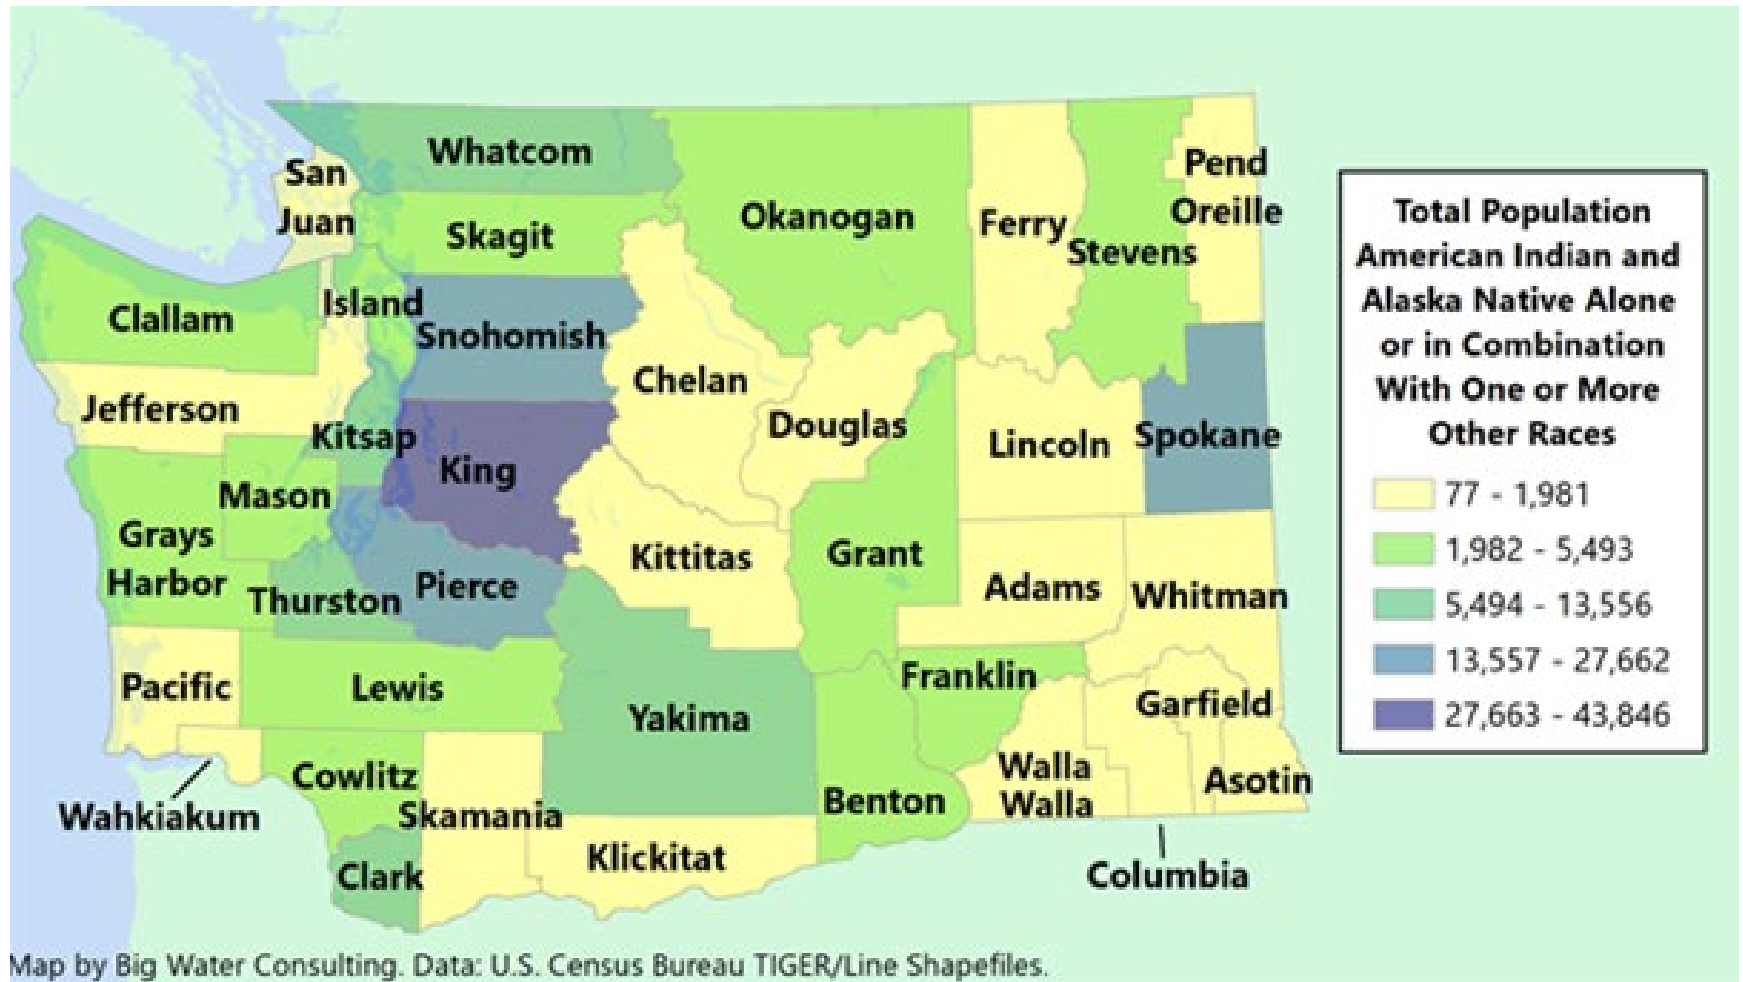 Whatcom
San
Juan
Skagit
Okanogan
Ferry
Stevens
Pend
Oreille
Clallam
Island
Snohomish
Chelan
Jefferson
Kitsap
King
Douglas
Lincoln
Spokane
Mason
Grays
Harbor
Thurston
Pierce
Kittitas
Grant
Adams
Whitman
Pacific
Lewis
Yakima
Franklin
Garfield
Wahkiakum
Cowlitz
Skamania
Benton
Walla
Walla
Asotin
Clark
Klickitat
Columbia
Total Population
American Indian and
Alaska Native Alone
or in Combination
With One or More
Other Races
77 - 1,981
1,982 - 5,493
5,494 - 13,556
13,557 - 27,662
27,663 - 43,846
Map by Big Water Consulting. Data: U.S. Census Bureau TIGER/Line Shapefiles.